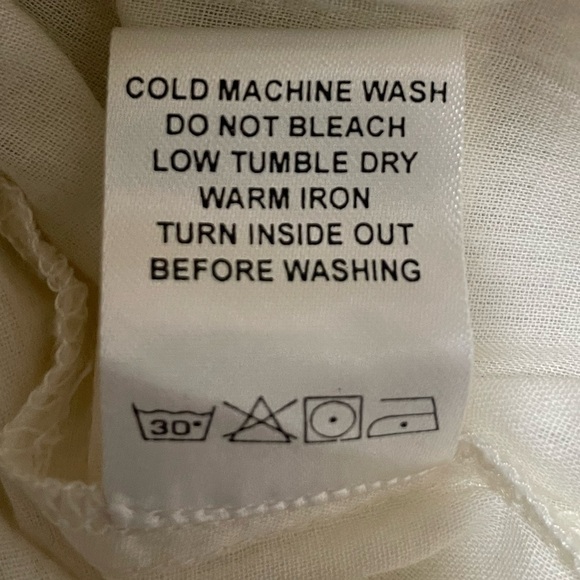 COLD MACHINE WASH
DO NOT BLEACH
LOW TUMBLE DRY
WARM IRON
TURN INSIDE OUT
BEFORE WASHING
30°